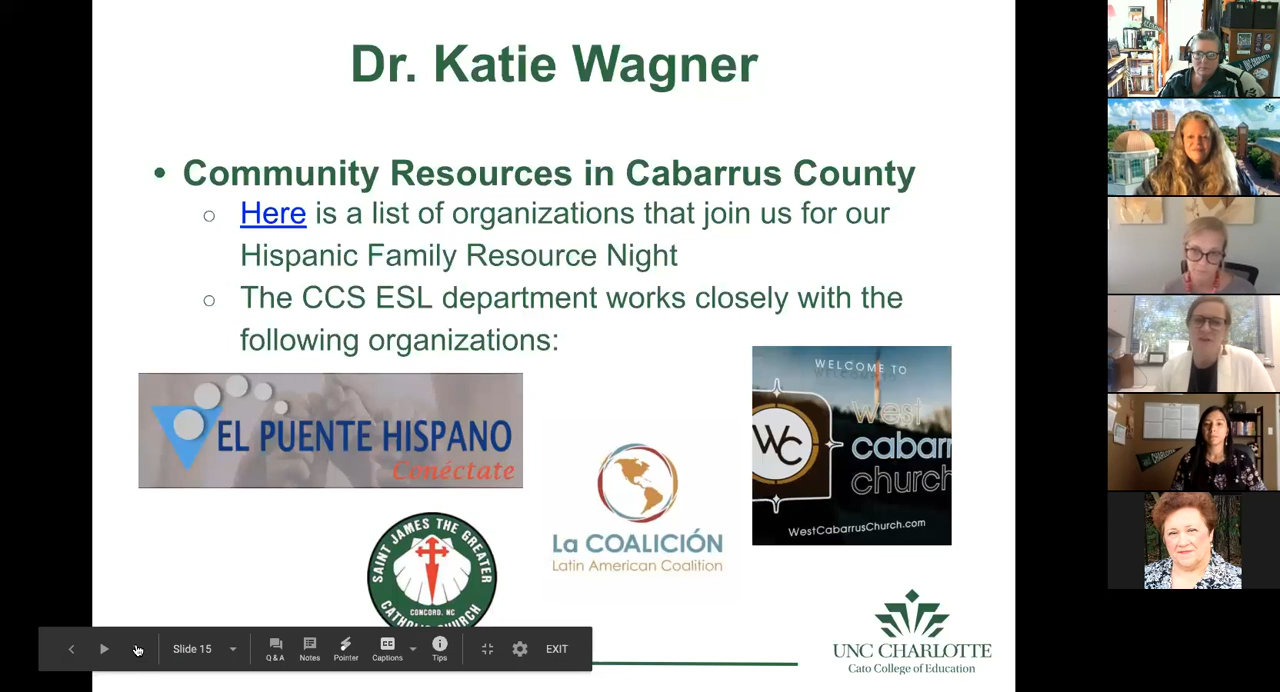 Dr. Katie Wagner
• Community Resources in Cabarrus County
○ Here is a list of organizations that join us for our
Hispanic Family Resource Night
○ The CCS ESL department works closely with the
following organizations:
EL PUENTE HISPANO
Conéctate
WELCOME TO
west
WC
cabarr
church
WestCabarrusChurch.com
La COALICIÓN
Latin American Coalition
SAINT JAMES THE GREATER
CONCORD, NC
UNC CHARLOTTE
Cato College of Education
Slide 15
Q & A
Notes
Pointer
Captions
Tips
EXIT